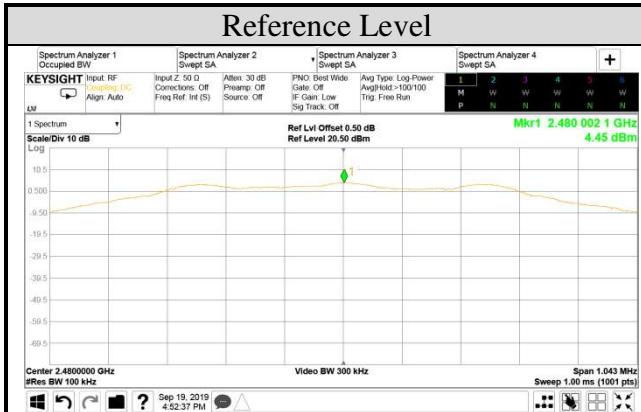 Reference Level
Spectrum Analyzer 1
Occupied BW
Spectrum Analyzer 2
Swept SA
Spectrum Analyzer 3
Swept SA
Spectrum Analyzer 4
Swept SA
KEYSIGHT
Input: RF
Coupling: DC
Align: Auto
Input Z: 50 Ω
Corrections: Off
Freq Ref: Int (S)
Atten: 30 dB
Preamp: Off
Source: Off
PNO: Best Wide
Gate: Off
IF Gain: Low
Sig Track: Off
Avg Type: Log-Power
Avg|Hold:>100/100
Trig: Free Run
1 2 3 4 5 6
M W W W W W
P N N N N N
1 Spectrum
Scale/Div 10 dB
Log
Ref Lvl Offset 0.50 dB
Ref Level 20.50 dBm
Mkr1 2.480 002 1 GHz
4.45 dBm
1
10.5
0.500
-9.50
-19.5
-29.5
-39.5
-49.5
-59.5
-69.5
Center 2.4800000 GHz
#Res BW 100 kHz
Video BW 300 kHz
Span 1.043 MHz
Sweep 1.00 ms (1001 pts)
Sep 19, 2019
4:52:37 PM